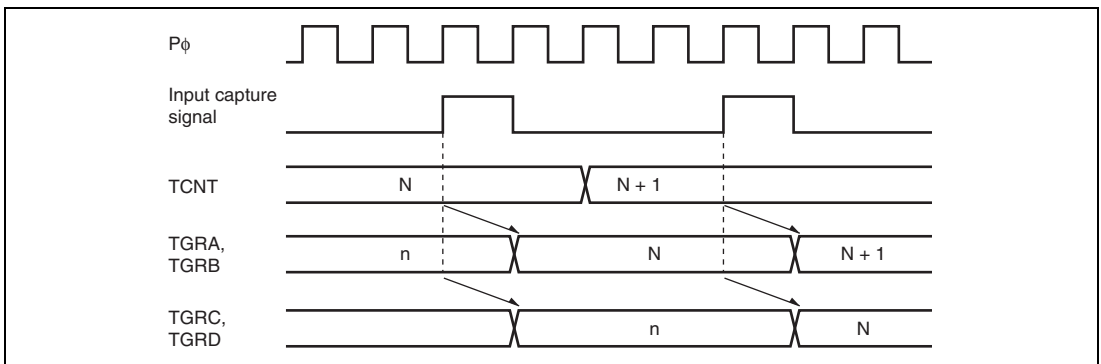 Pϕ
Input capture
signal
TCNT
N
N + 1
TGRA,
TGRB
n
N
N + 1
TGRC,
TGRD
n
N